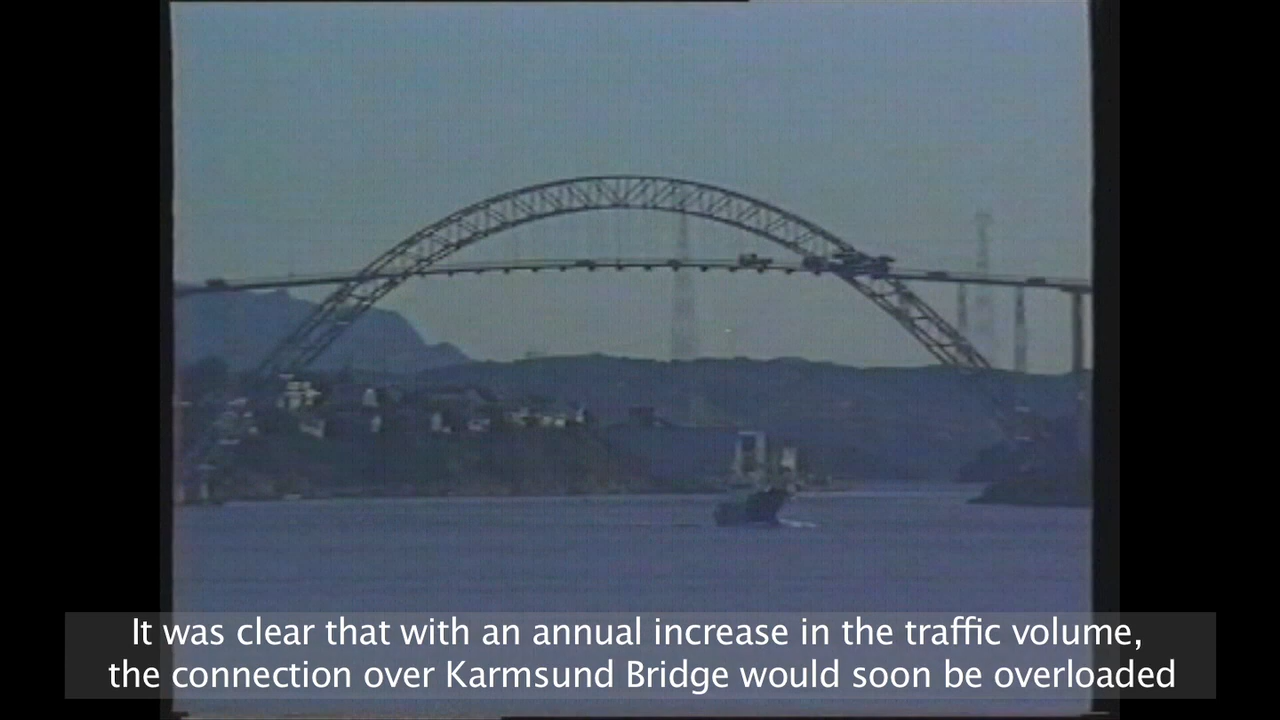 It was clear that with an annual increase in the traffic volume,
the connection over Karmsund Bridge would soon be overloaded